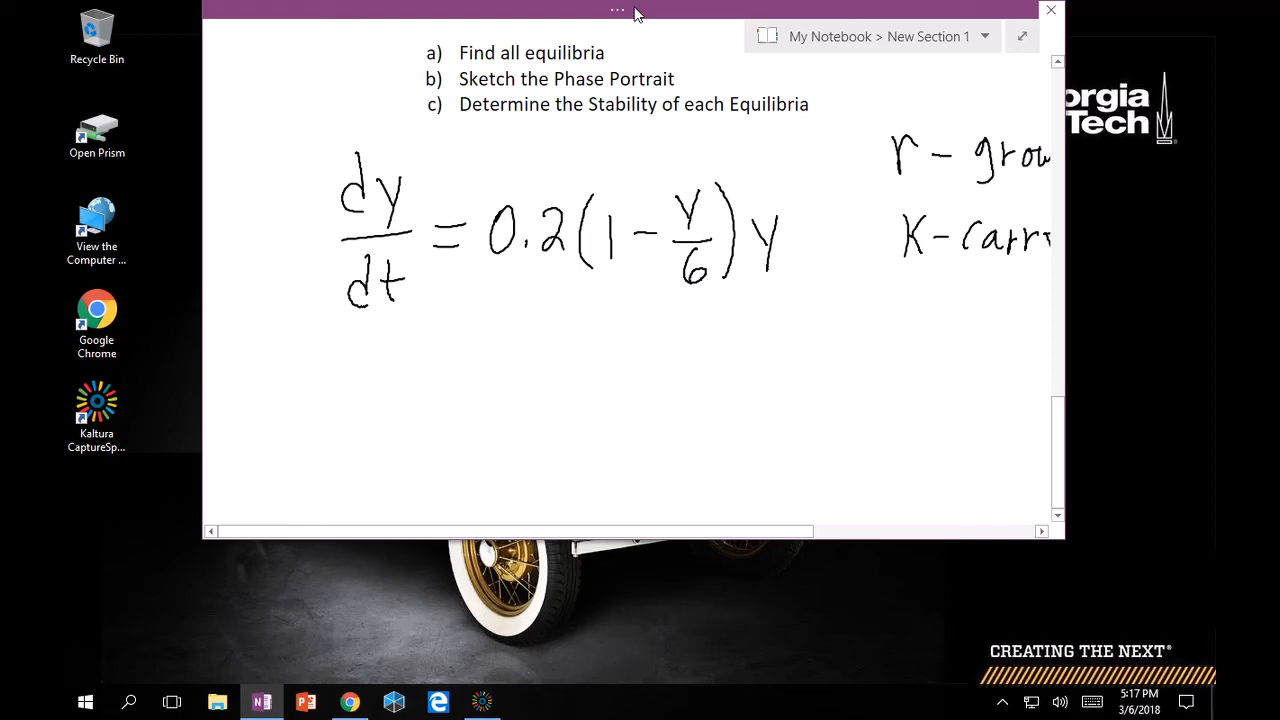 Recycle Bin
Open Prism
View the
Computer ...
Google
Chrome
Kaltura
CaptureSp...
...
My Notebook > New Section 1
a) Find all equilibria
b) Sketch the Phase Portrait
c) Determine the Stability of each Equilibria
dy/dt = 0.2(1 - y/6)y
r - grow
K - carr
orgia
Tech
CREATING THE NEXT®
5:17 PM
3/6/2018